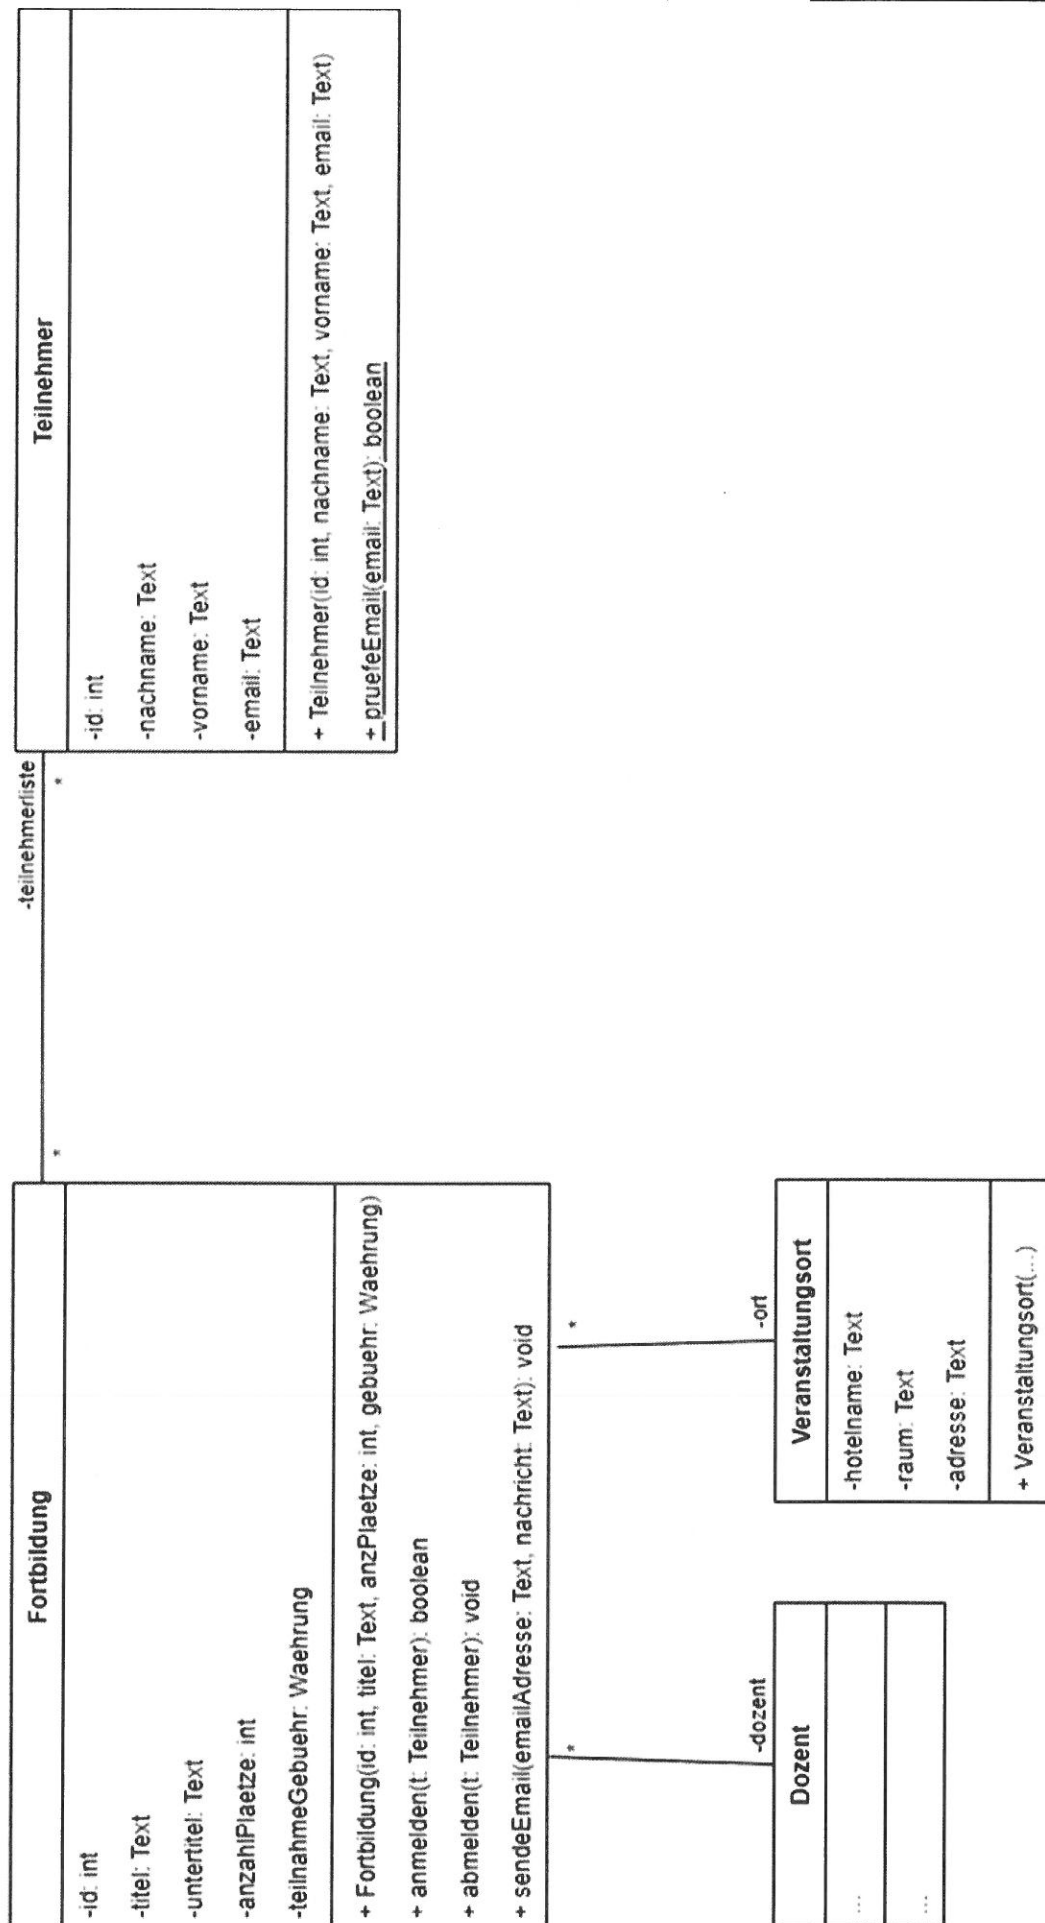 Fortbildung
-id: int
-titel: Text
-untertitel: Text
-anzahlPlaetze: int
-teilnahmeGebuehr: Waehrung
+ Fortbildung(id: int, titel: Text, anzPlaetze: int, gebuehr: Waehrung)
+ anmelden(t: Teilnehmer): boolean
+ abmelden(t: Teilnehmer): void
+ sendeEmail(emailAdresse: Text, nachricht: Text): void
*
-teilnehmerliste
*
Teilnehmer
-id: int
-nachname: Text
-vorname: Text
-email: Text
+ Teilnehmer(id: int, nachname: Text, vorname: Text, email: Text)
+ pruefeEmail(email: Text): boolean
*
-dozent
Dozent
...
...
*
-ort
Veranstaltungsort
-hotelname: Text
-raum: Text
-adresse: Text
+ Veranstaltungsort(...)